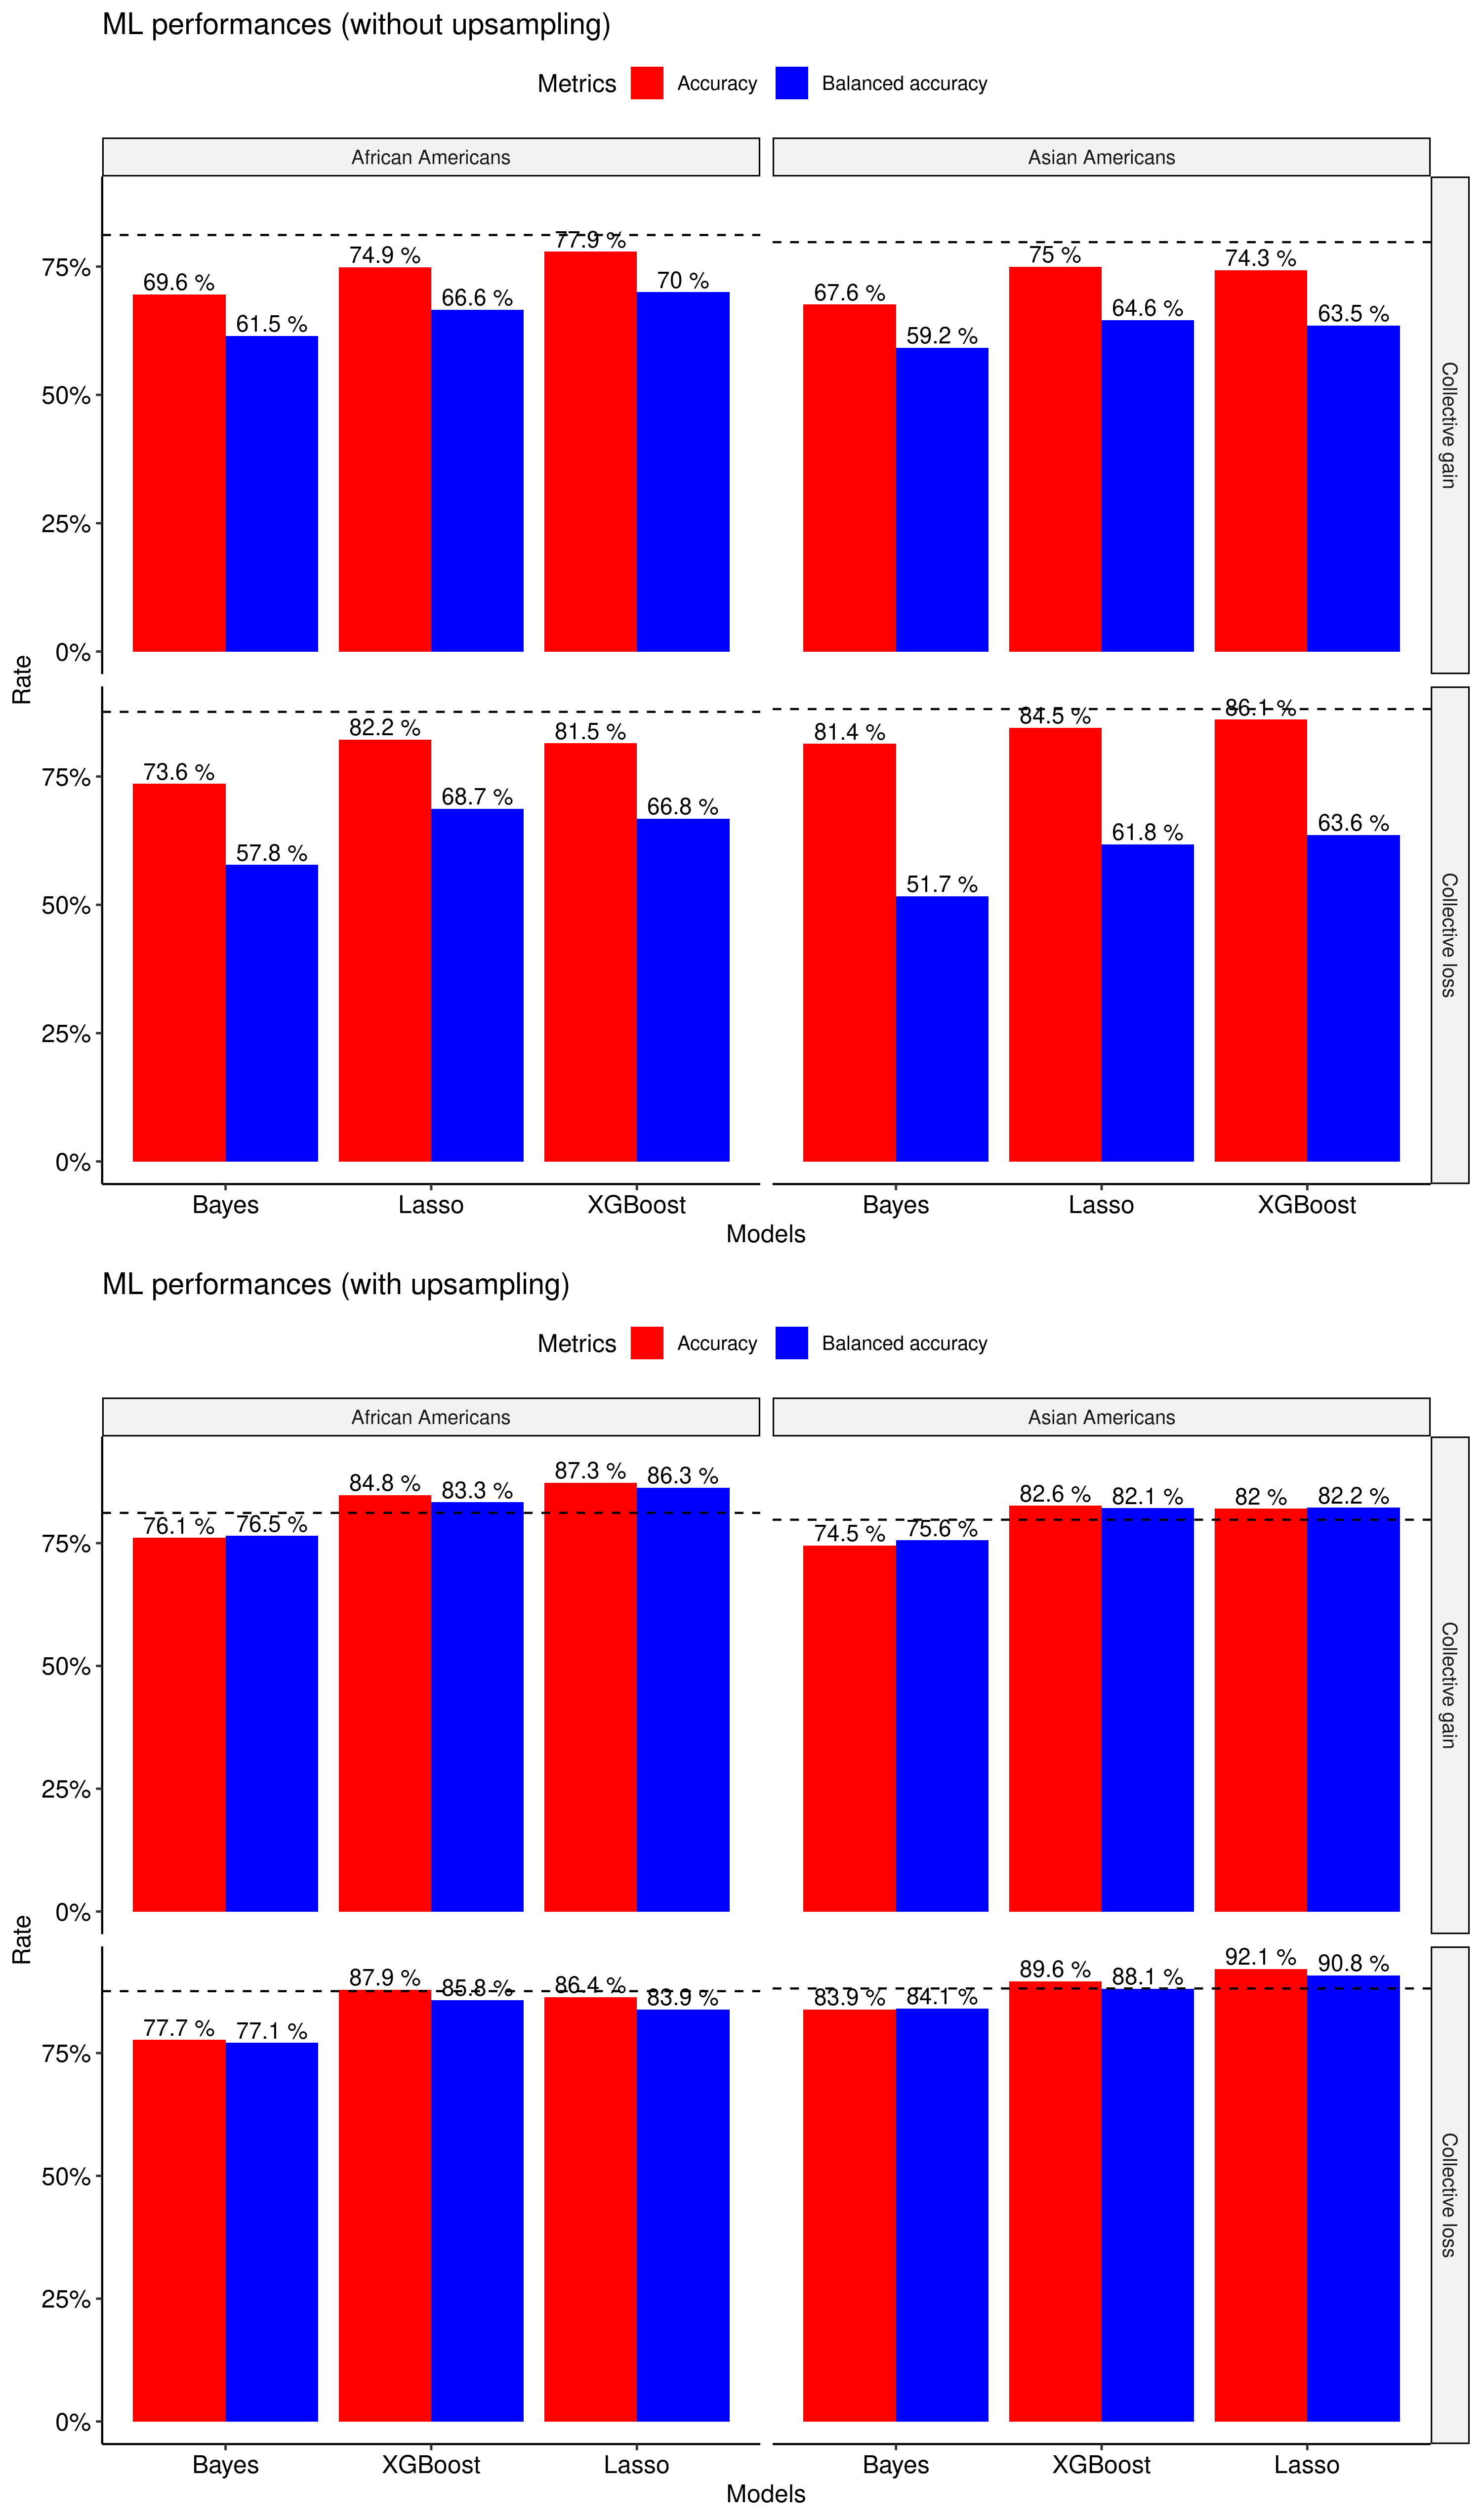 ML performances (without upsampling)
Metrics Accuracy Balanced accuracy
African Americans Asian Americans
77.9 %
74.9 % 75 % 74.3 %
75%
69.6 % 70 % 67.6 %
61.5 % 66.6 % 59.2 % 64.6 % 63.5 %
50%
25%
0%
Collective gain
Rate
82.2 % 81.5 % 81.4 % 84.5 % 86.1 %
75%
73.6 % 68.7 % 66.8 % 61.8 % 63.6 %
57.8 % 51.7 %
50%
25%
0%
Collective loss
Bayes Lasso XGBoost Bayes Lasso XGBoost
Models
ML performances (with upsampling)
Metrics Accuracy Balanced accuracy
African Americans Asian Americans
84.8 % 83.3 % 87.3 % 86.3 % 82.6 % 82.1 % 82 % 82.2 %
76.1 % 76.5 % 74.5 % 75.6 %
75%
50%
25%
0%
Collective gain
Rate
87.9 % 85.8 % 86.4 % 83.9 % 83.9 % 84.1 % 89.6 % 88.1 % 92.1 % 90.8 %
77.7 % 77.1 %
75%
50%
25%
0%
Collective loss
Bayes XGBoost Lasso Bayes XGBoost Lasso
Models